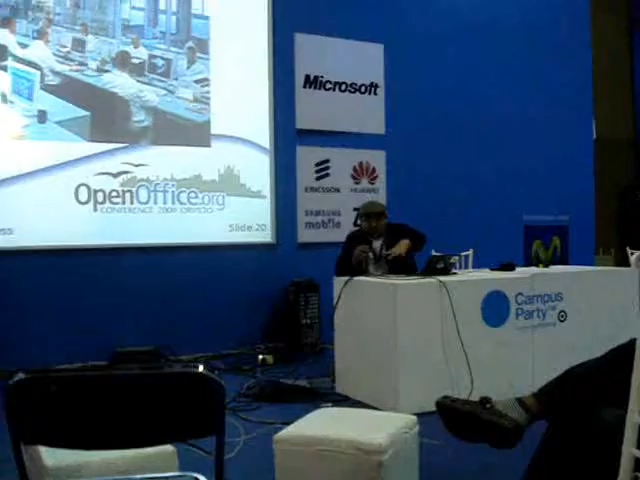 Microsoft
ERICSSON
HUAWEI
SAMSUNG
mobile
OpenOffice.org
CONFERENCE 2009 ORVIETO
Slide.20
Campus
Party